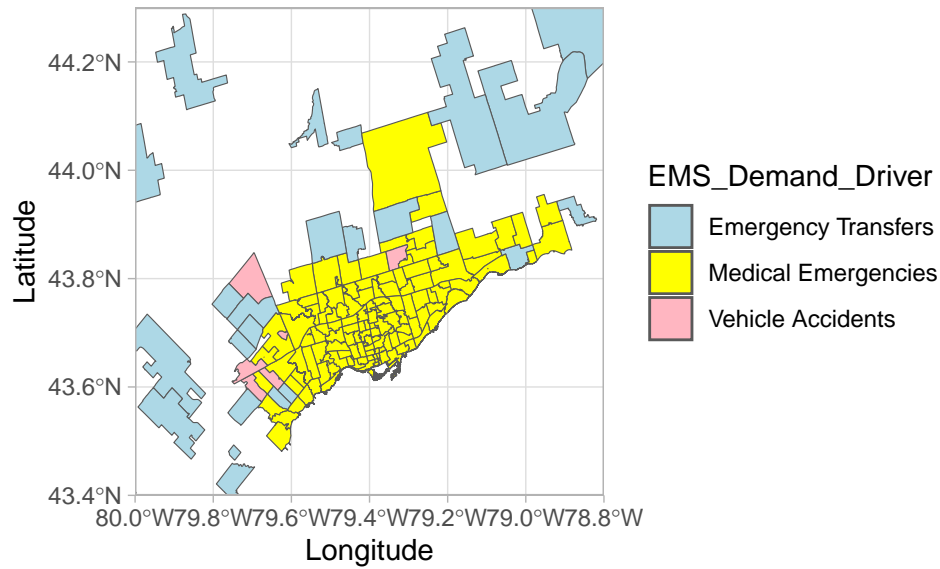 44.2°N
44.0°N
43.8°N
43.6°N
43.4°N
80.0°W79.8°W79.6°W79.4°W79.2°W79.0°W78.8°W
Longitude
Latitude
EMS_Demand_Driver
Emergency Transfers
Medical Emergencies
Vehicle Accidents